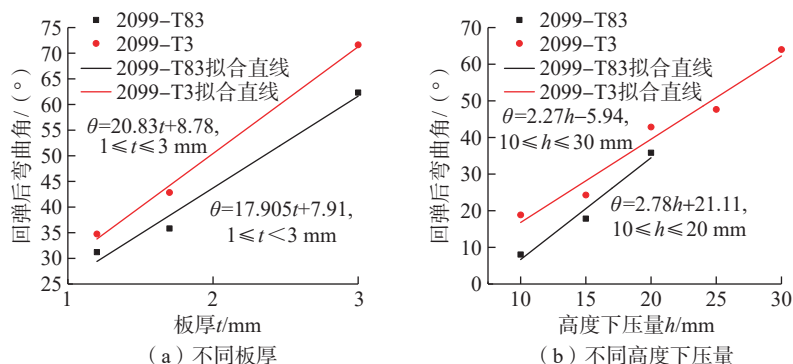 2099–T83
2099–T3
2099–T83拟合直线
2099–T3拟合直线
θ=20.83t+8.78,
1≤t≤3 mm
θ=17.905t+7.91,
1≤t<3 mm
75
70
65
60
55
50
45
40
35
30
25
1
2
3
回弹后弯曲角/(°)
板厚t/mm
(a)不同板厚
2099–T83
2099–T3
2099–T83拟合直线
2099–T3拟合直线
θ=2.27h–5.94,
10≤h≤30 mm
θ=2.78h+21.11,
10≤h≤20 mm
80
70
60
50
40
30
20
10
0
10
15
20
25
30
回弹后弯曲角/(°)
高度下压量h/mm
(b)不同高度下压量